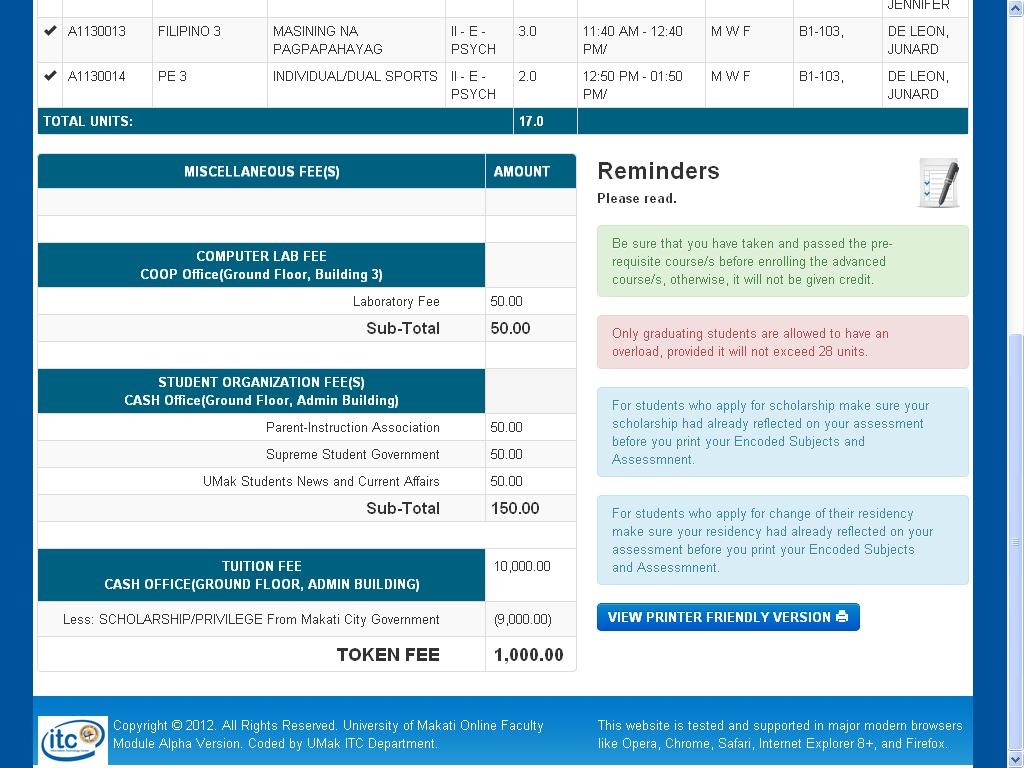 JENNIFER
A1130013 FILIPINO 3 MASINING NA PAGPAPAHAYAG II - E - PSYCH 3.0 11:40 AM - 12:40 PM/ M W F B1-103, DE LEON, JUNARD
A1130014 PE 3 INDIVIDUAL/DUAL SPORTS II - E - PSYCH 2.0 12:50 PM - 01:50 PM/ M W F B1-103, DE LEON, JUNARD
TOTAL UNITS: 17.0
MISCELLANEOUS FEE(S) AMOUNT
COMPUTER LAB FEE
COOP Office(Ground Floor, Building 3)
Laboratory Fee 50.00
Sub-Total 50.00
STUDENT ORGANIZATION FEE(S)
CASH Office(Ground Floor, Admin Building)
Parent-Instruction Association 50.00
Supreme Student Government 50.00
UMak Students News and Current Affairs 50.00
Sub-Total 150.00
TUITION FEE 10,000.00
CASH OFFICE(GROUND FLOOR, ADMIN BUILDING)
Less: SCHOLARSHIP/PRIVILEGE From Makati City Government (9,000.00)
TOKEN FEE 1,000.00
Reminders
Please read.
Be sure that you have taken and passed the pre-
requisite course/s before enrolling the advanced
course/s, otherwise, it will not be given credit.
Only graduating students are allowed to have an
overload, provided it will not exceed 28 units.
For students who apply for scholarship make sure your
scholarship had already reflected on your assessment
before you print your Encoded Subjects and
Assessmnent.
For students who apply for change of their residency
make sure your residency had already reflected on your
assessment before you print your Encoded Subjects
and Assessmnent.
VIEW PRINTER FRIENDLY VERSION
itc
Copyright © 2012. All Rights Reserved. University of Makati Online Faculty
Module Alpha Version. Coded by UMak ITC Department.
This website is tested and supported in major modern browsers
like Opera, Chrome, Safari, Internet Explorer 8+, and Firefox.